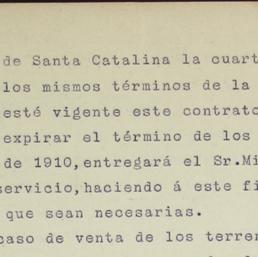 de Santa Catalina la cuart
los mismos términos de la
esté vigente este contrato
expirar el término de los
de 1910,entregará el Sr.Mi
servicio,haciendo á este fi
que sean necesarias.
caso de venta de los terren